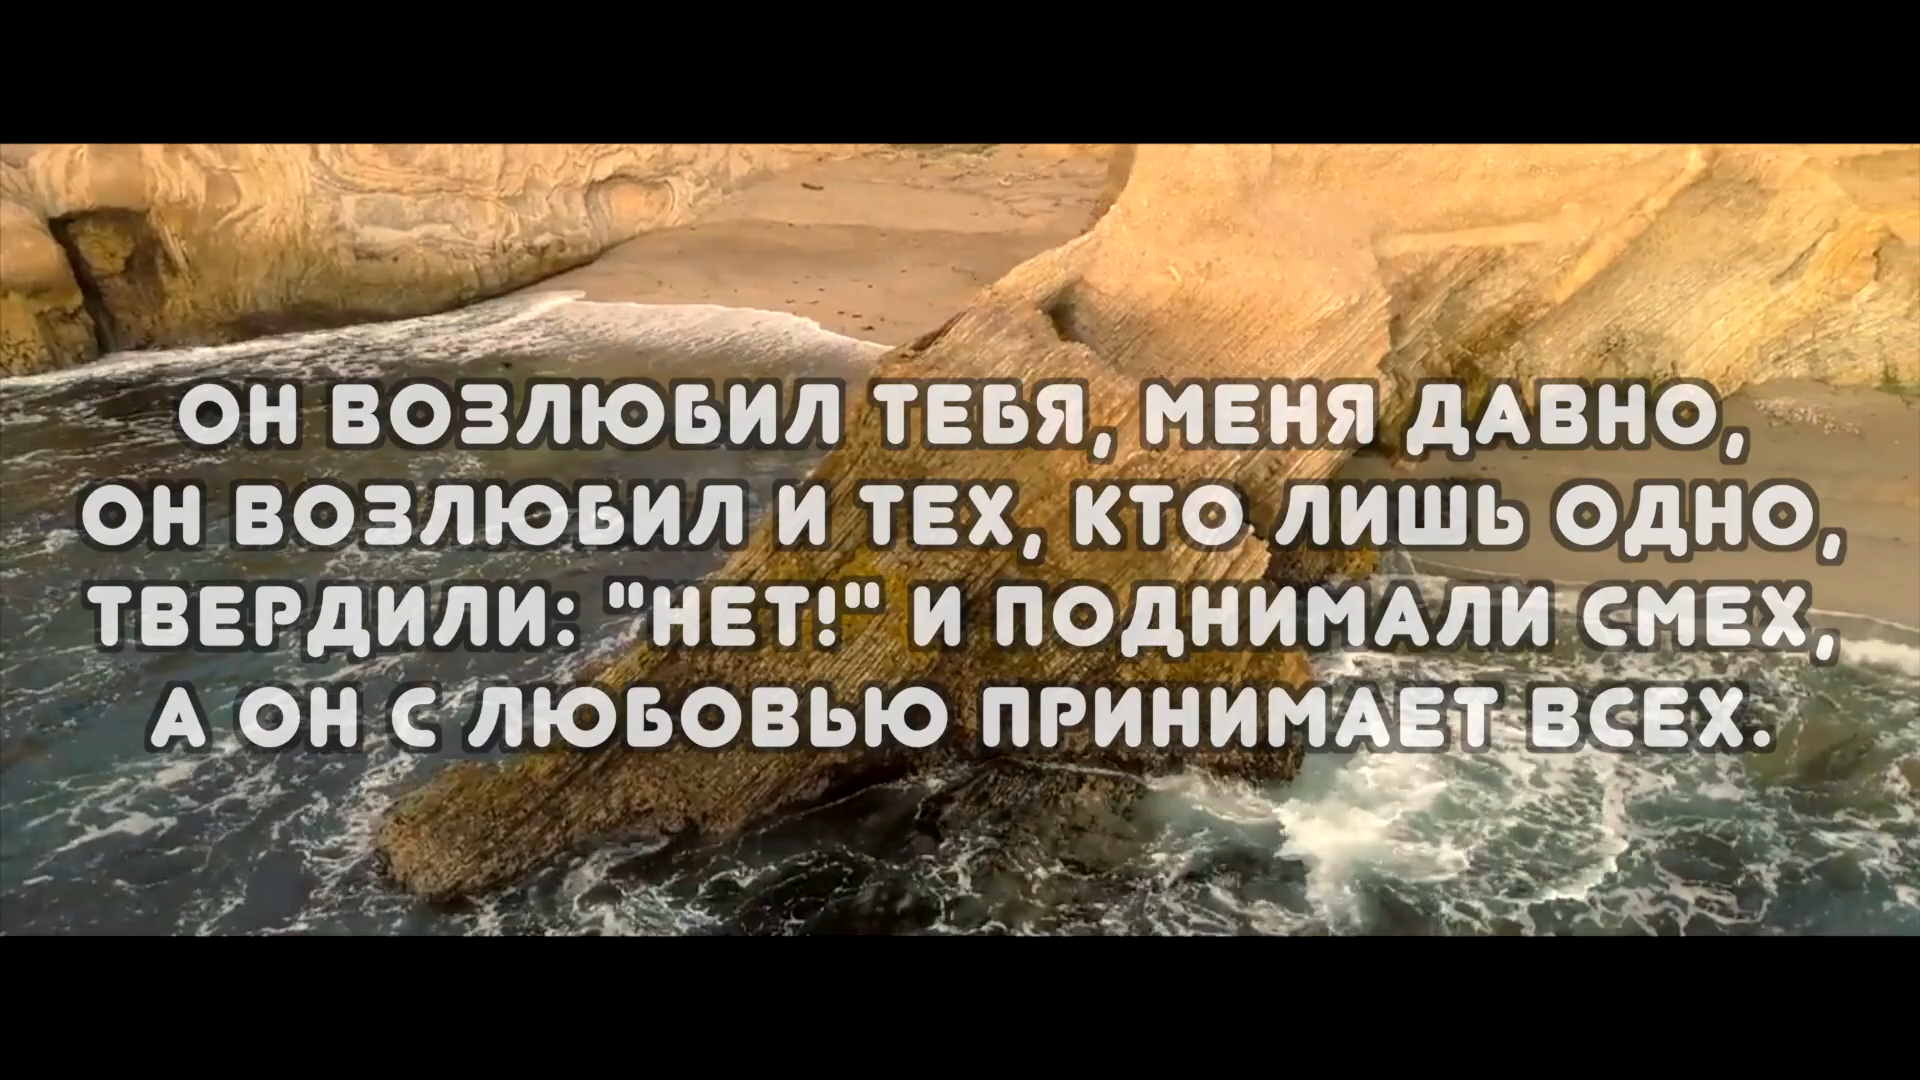 ОН ВОЗЛЮБИЛ ТЕБЯ, МЕНЯ ДАВНО,
ОН ВОЗЛЮБИЛ И ТЕХ, КТО ЛИШЬ ОДНО,
ТВЕРДИЛИ: "НЕТ!" И ПОДНИМАЛИ СМЕХ,
А ОН С ЛЮБОВЬЮ ПРИНИМАЕТ ВСЕХ.